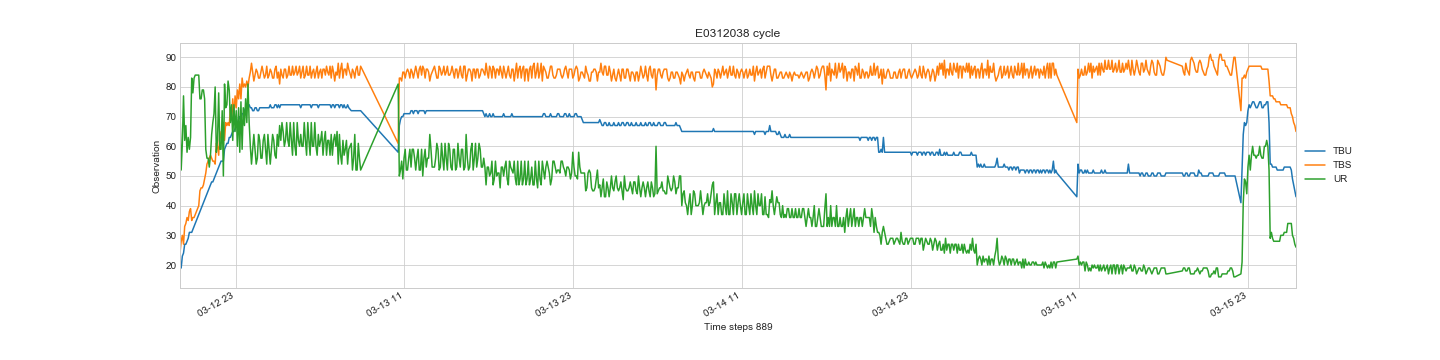 E0312038 cycle
90
80
70
60
50
40
30
20
Observation
03-12 23
03-13 11
03-13 23
03-14 11
03-14 23
03-15 11
03-15 23
Time steps 889
TBU
TBS
UR